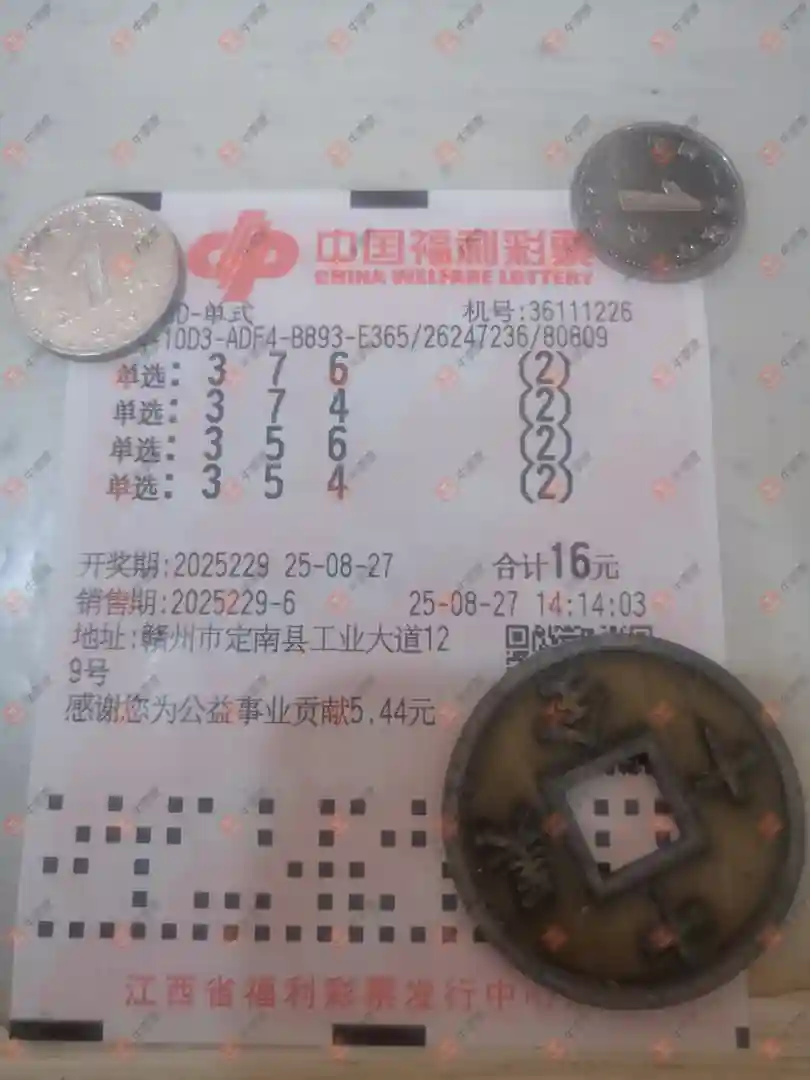 中国福利彩票
CHINA WELFARE LOTTERY
D-单式 机号:36111226
10D3-ADF4-B893-E365/26247236/80809
单选: 3 7 6 (2)
单选: 3 7 4 (2)
单选: 3 5 6 (2)
单选: 3 5 4 (2)
开奖期:2025229 25-08-27 合计16元
销售期:2025229-6 25-08-27 14:14:03
地址:赣州市定南县工业大道12
9号
感谢您为公益事业贡献5.44元
江西省福利彩票发行中
1
1